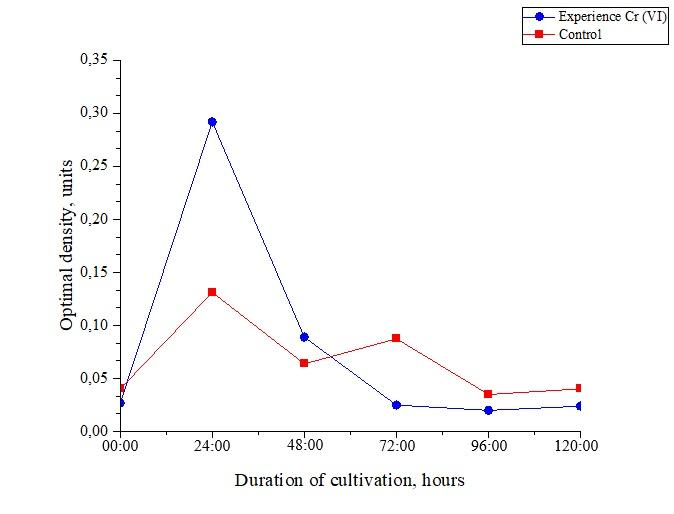 Experience Cr (VI)
Control
0,35
0,30
0,25
0,20
0,15
0,10
0,05
0,00
Optimal density, units
00:00 24:00 48:00 72:00 96:00 120:00
Duration of cultivation, hours